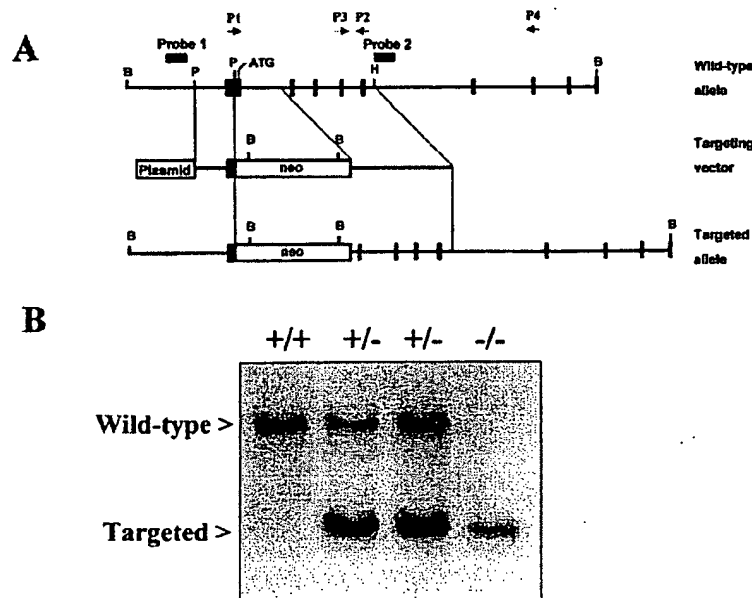 P1 P3 P2 P4
A
Probe 1 Probe 2
B P P ATG H B
Wild-type
allele
B B
Targeting
vector
Plasmid neo
B B B B
Targeted
allele
neo
B
+/+ +/- +/- -/-
Wild-type >
Targeted >